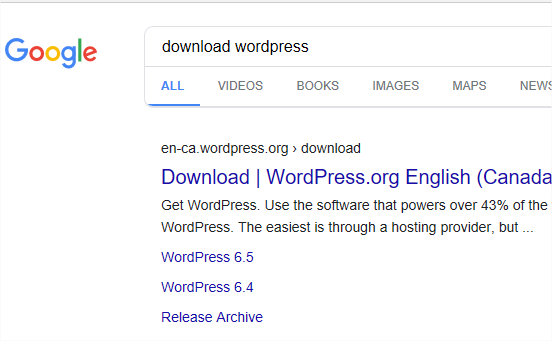 Google
download wordpress
ALL VIDEOS BOOKS IMAGES MAPS NEWS
en-ca.wordpress.org › download
Download | WordPress.org English (Canada
Get WordPress. Use the software that powers over 43% of the
WordPress. The easiest is through a hosting provider, but ...
WordPress 6.5
WordPress 6.4
Release Archive